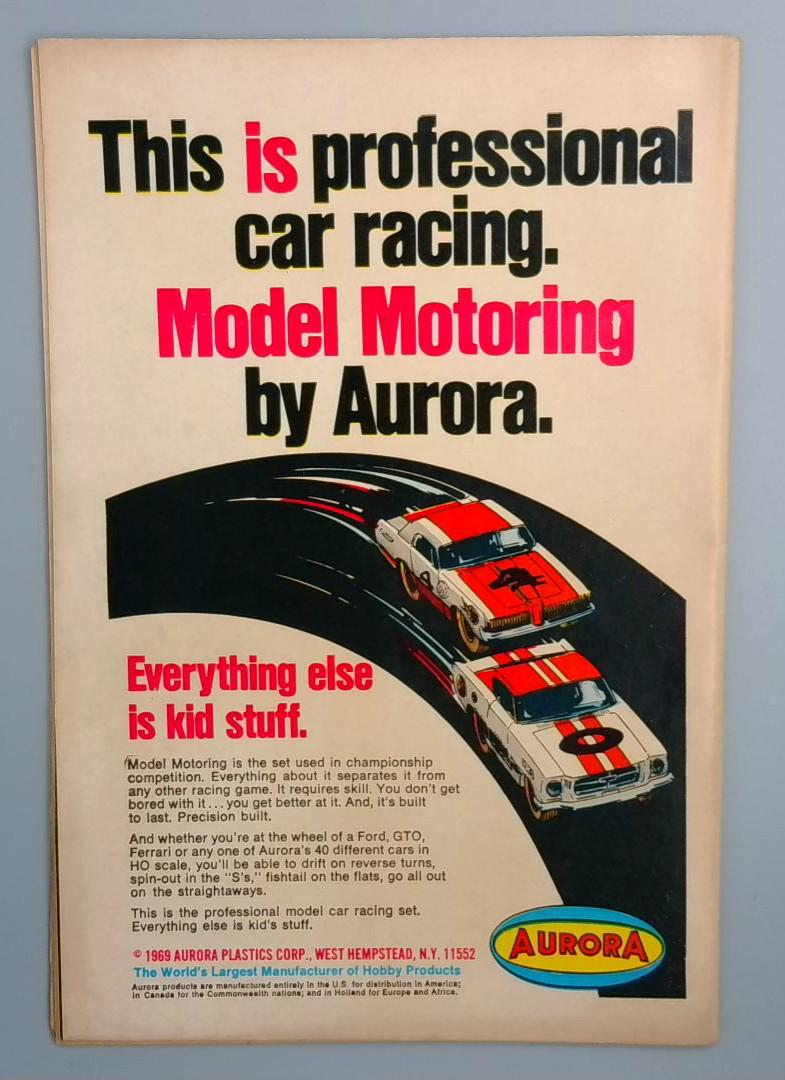 This is professional
car racing.
Model Motoring
by Aurora.
4
4
0
Everything else
is kid stuff.
Model Motoring is the set used in championship
competition. Everything about it separates it from
any other racing game. It requires skill. You don't get
bored with it...you get better at it. And, it's built
to last. Precision built.
And whether you're at the wheel of a Ford, GTO,
Ferrari or any one of Aurora's 40 different cars in
HO scale, you'll be able to drift on reverse turns,
spin-out in the "S's," fishtail on the flats, go all out
on the straightaways.
This is the professional model car racing set.
Everything else is kid's stuff.
© 1969 AURORA PLASTICS CORP., WEST HEMPSTEAD, N.Y. 11552
The World's Largest Manufacturer of Hobby Products
Aurora products are manufactured entirely in the U.S. for distribution in America;
in Canada for the Commonwealth nations; and in Holland for Europe and Africa.
AURORA